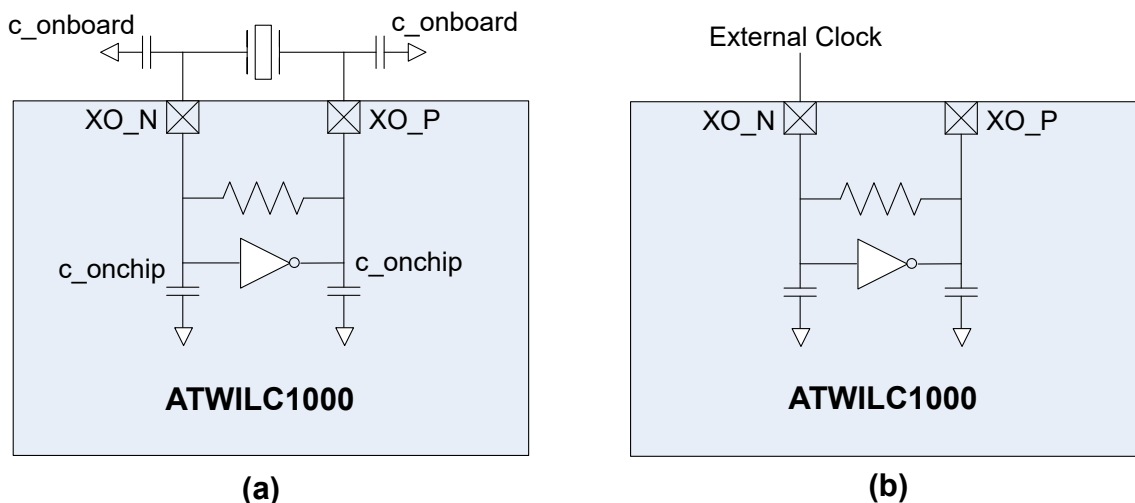 c_onboard
c_onboard
External Clock
XO_N
XO_P
XO_N
XO_P
c_onchip
c_onchip
ATWILC1000
ATWILC1000
(a)
(b)